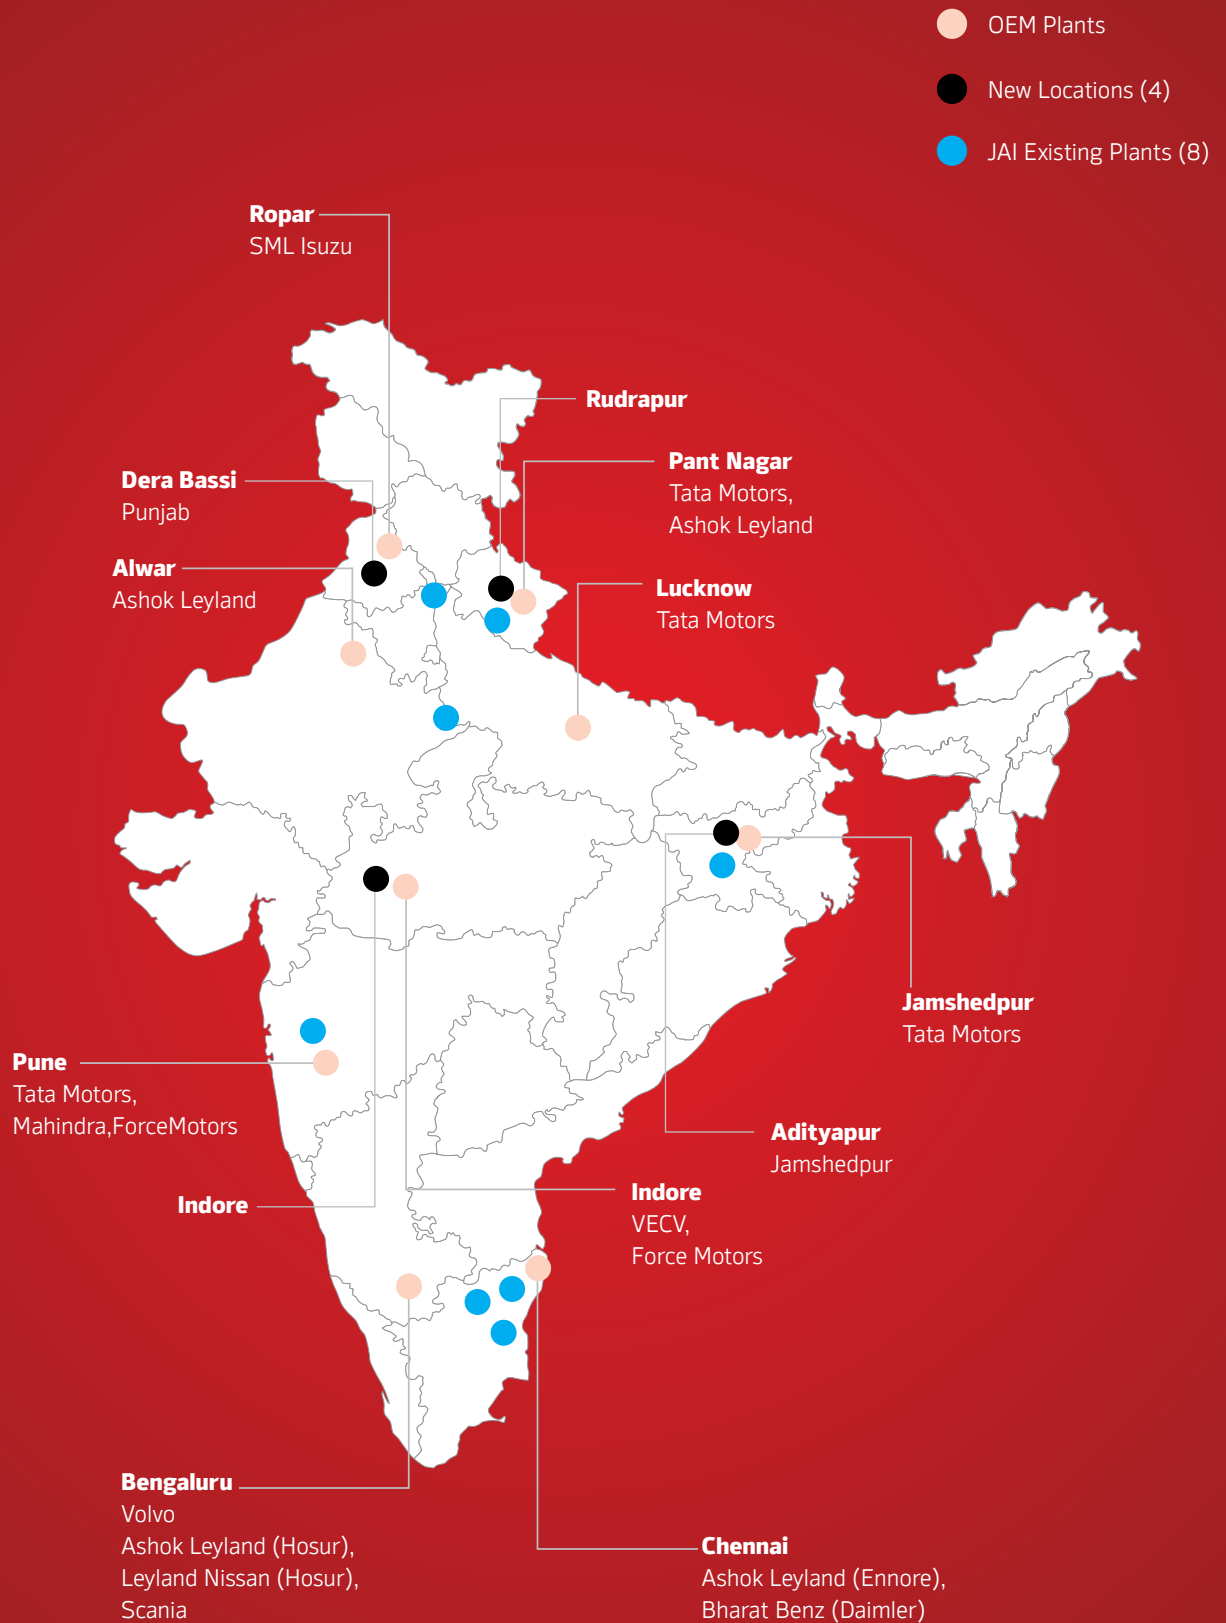 OEM Plants
New Locations (4)
JAI Existing Plants (8)
Ropar
SML Isuzu
Rudrapur
Pant Nagar
Tata Motors,
Ashok Leyland
Dera Bassi
Punjab
Alwar
Ashok Leyland
Lucknow
Tata Motors
Jamshedpur
Tata Motors
Pune
Tata Motors,
Mahindra,ForceMotors
Adityapur
Jamshedpur
Indore
Indore
VECV,
Force Motors
Bengaluru
Volvo
Ashok Leyland (Hosur),
Leyland Nissan (Hosur),
Scania
Chennai
Ashok Leyland (Ennore),
Bharat Benz (Daimler)